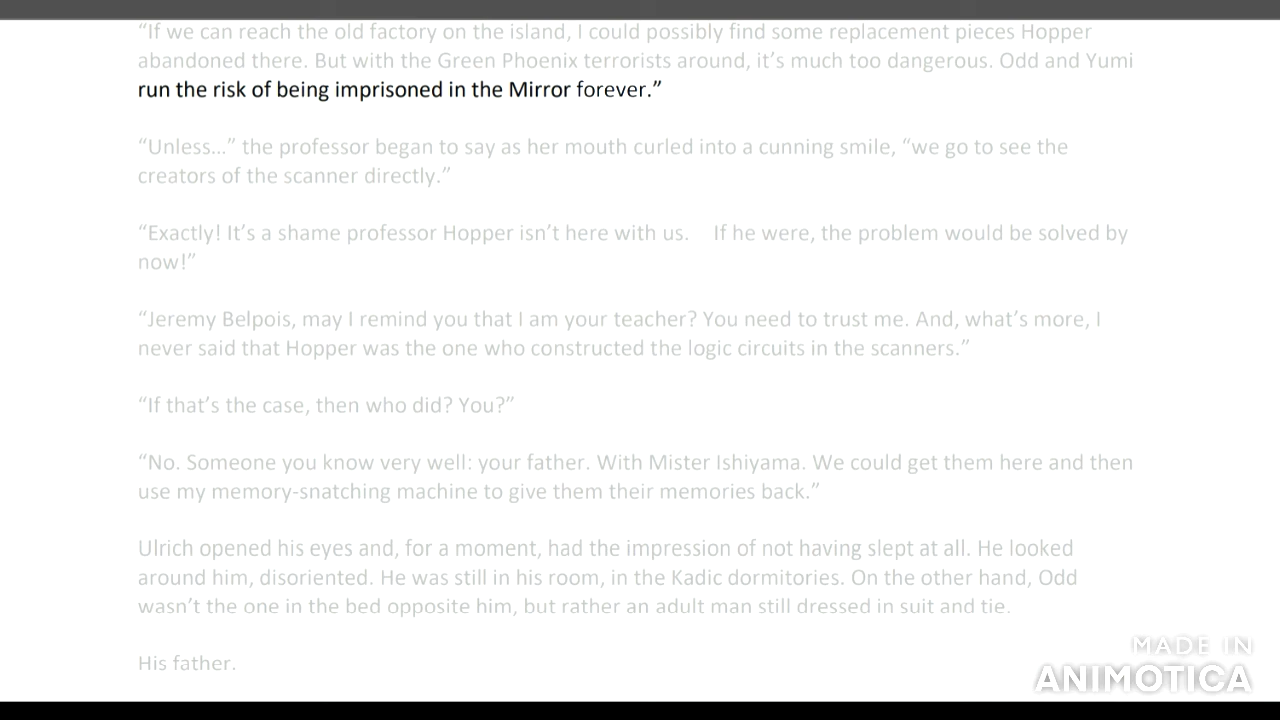 “If we can reach the old factory on the island, I could possibly find some replacement pieces Hopper
abandoned there. But with the Green Phoenix terrorists around, it’s much too dangerous. Odd and Yumi
run the risk of being imprisoned in the Mirror forever.”
“Unless…” the professor began to say as her mouth curled into a cunning smile, “we go to see the
creators of the scanner directly.”
“Exactly! It’s a shame professor Hopper isn’t here with us. If he were, the problem would be solved by
now!”
“Jeremy Belpois, may I remind you that I am your teacher? You need to trust me. And, what’s more, I
never said that Hopper was the one who constructed the logic circuits in the scanners.”
“If that’s the case, then who did? You?”
“No. Someone you know very well: your father. With Mister Ishiyama. We could get them here and then
use my memory-snatching machine to give them their memories back.”
Ulrich opened his eyes and, for a moment, had the impression of not having slept at all. He looked
around him, disoriented. He was still in his room, in the Kadic dormitories. On the other hand, Odd
wasn’t the one in the bed opposite him, but rather an adult man still dressed in suit and tie.
His father.
MADE IN
ANIMOTICA